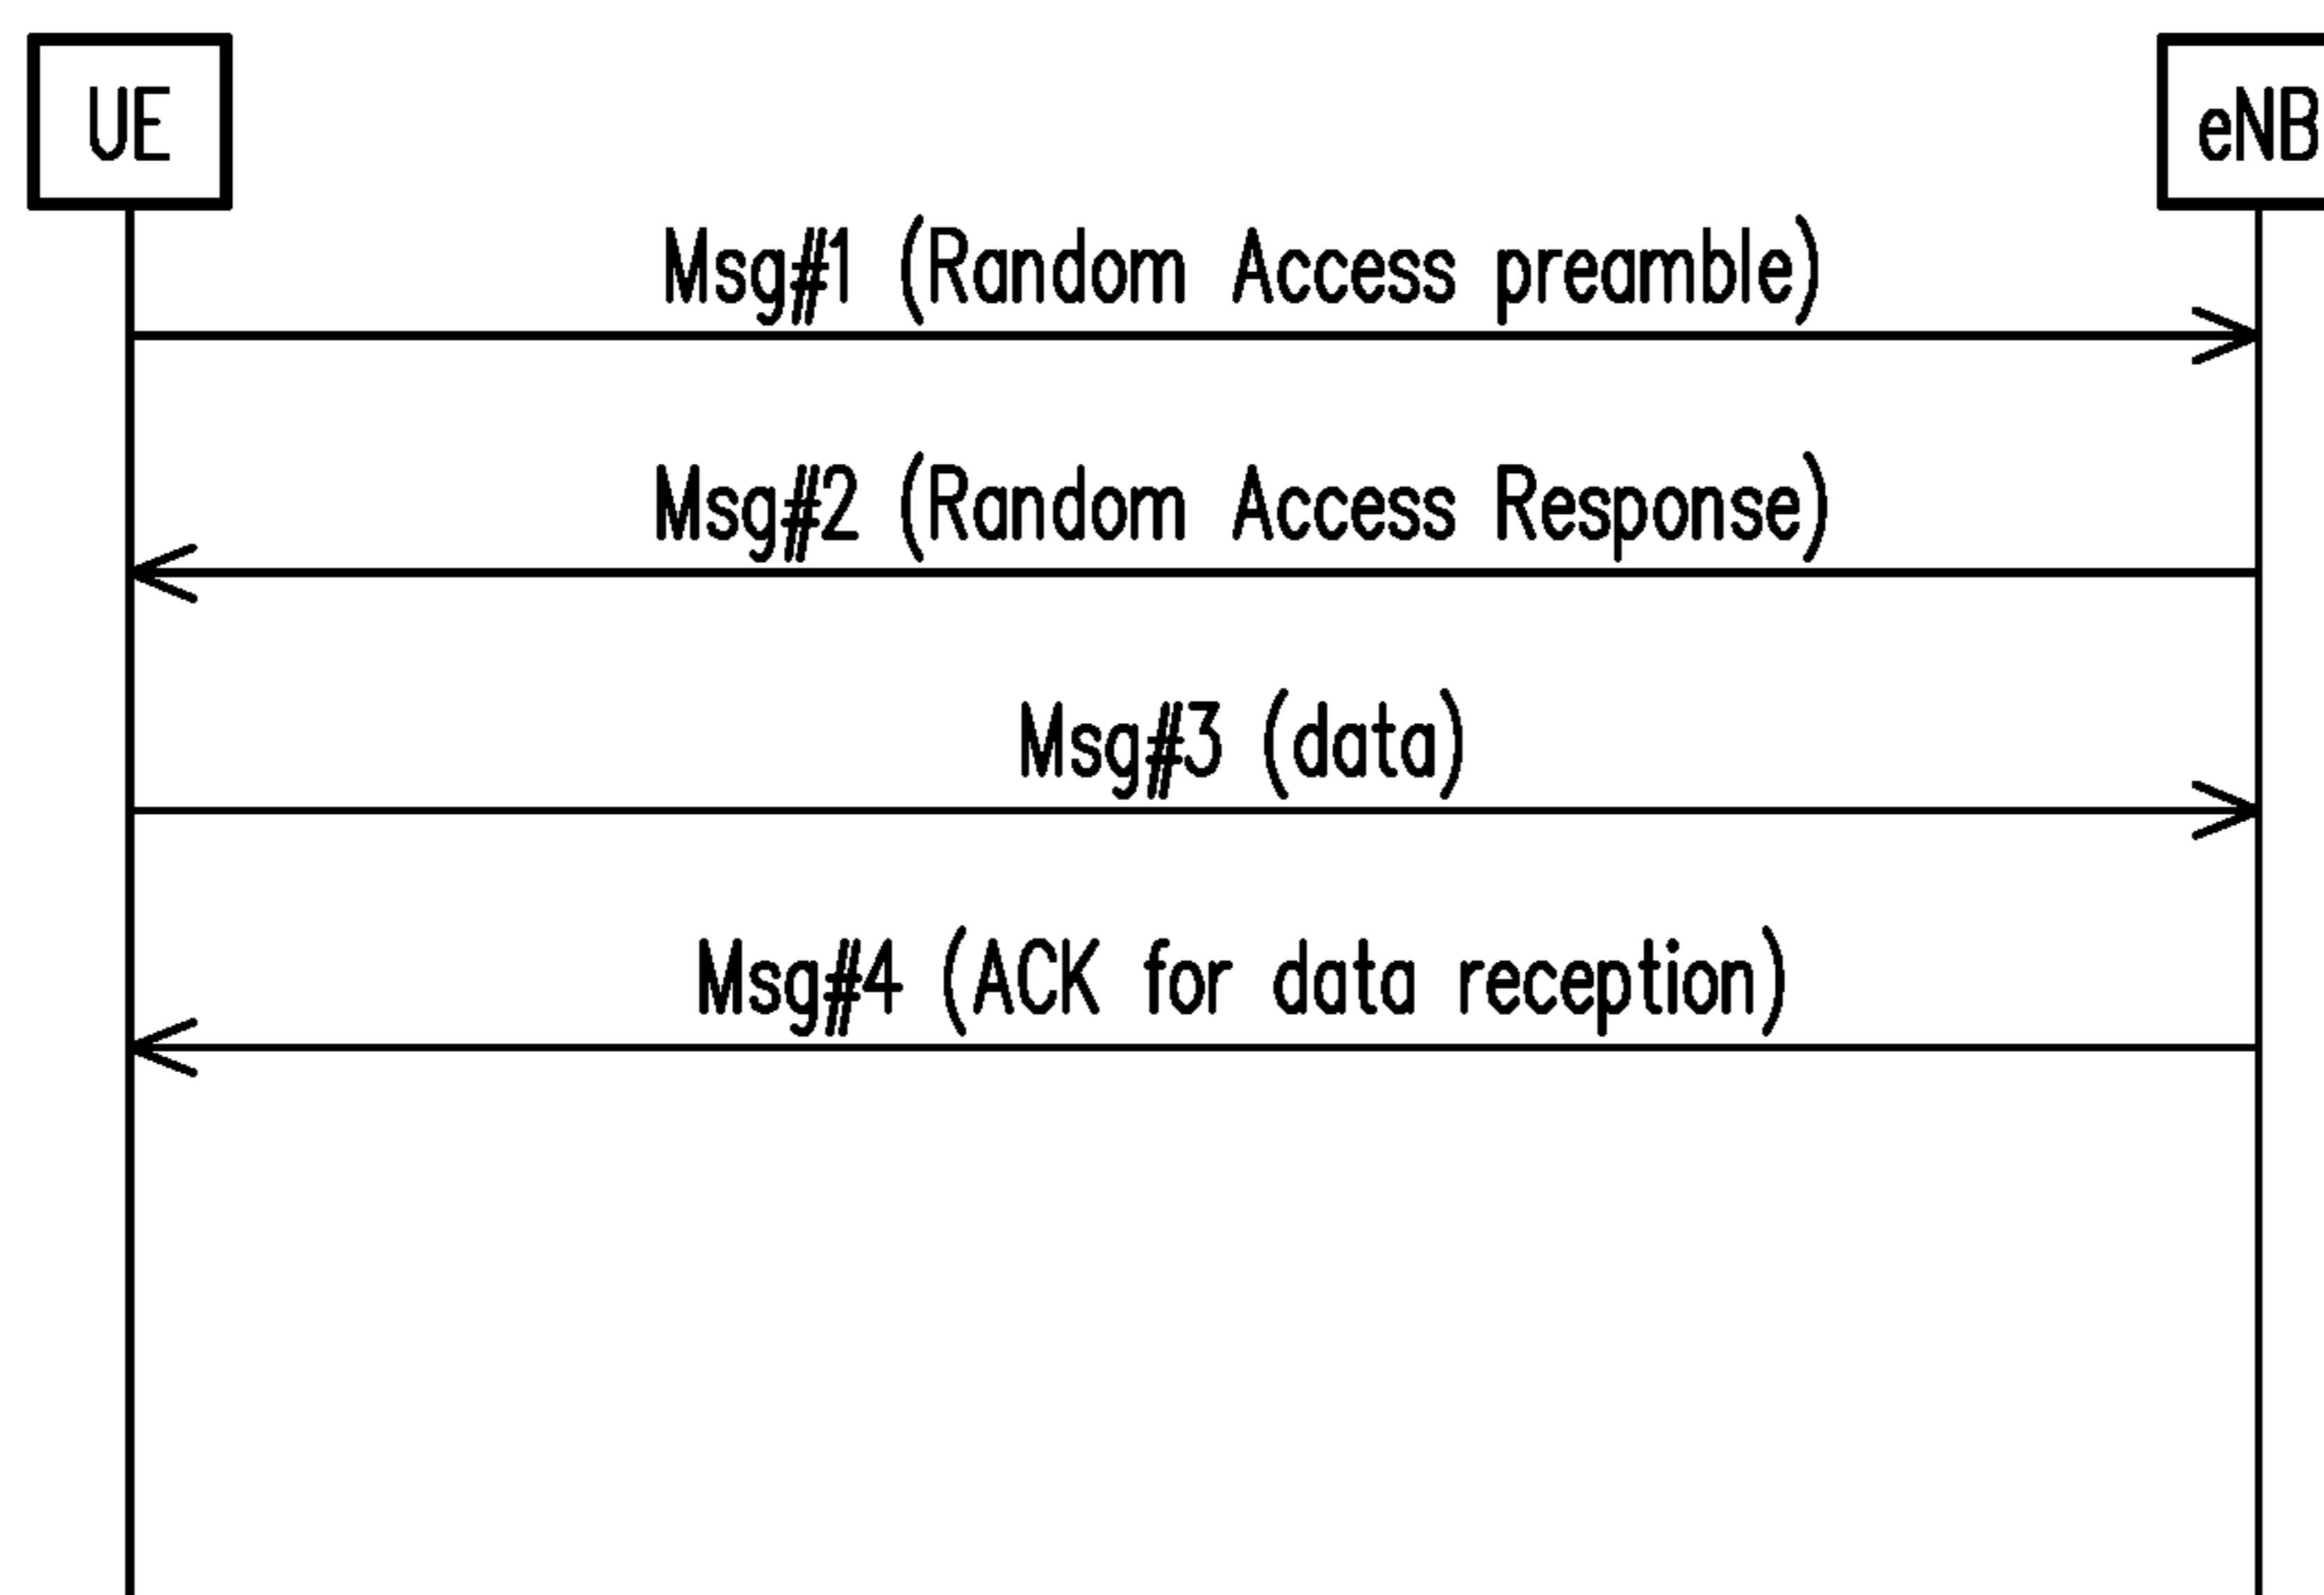 UE
eNB
Msg#1 (Random Access preamble)
Msg#2 (Random Access Response)
Msg#3 (data)
Msg#4 (ACK for data reception)